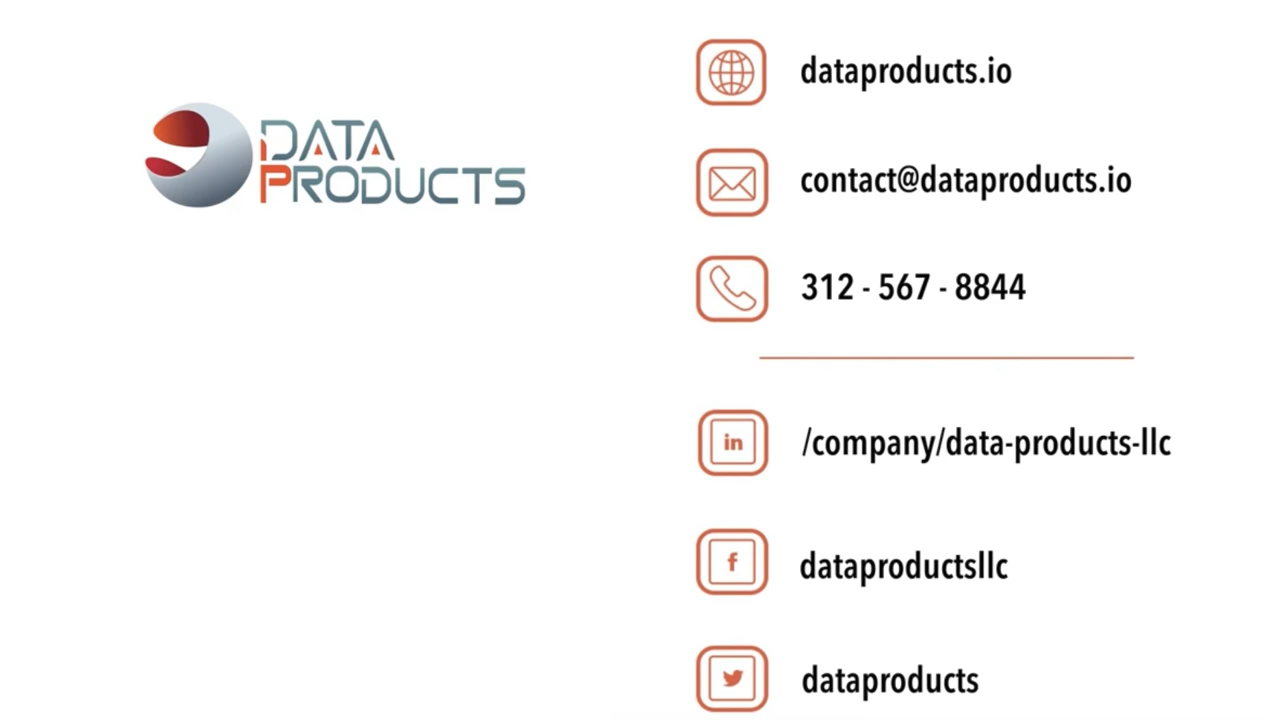 DATA
PRODUCTS
dataproducts.io
contact@dataproducts.io
312 - 567 - 8844
in
/company/data-products-llc
f
dataproductsllc
dataproducts